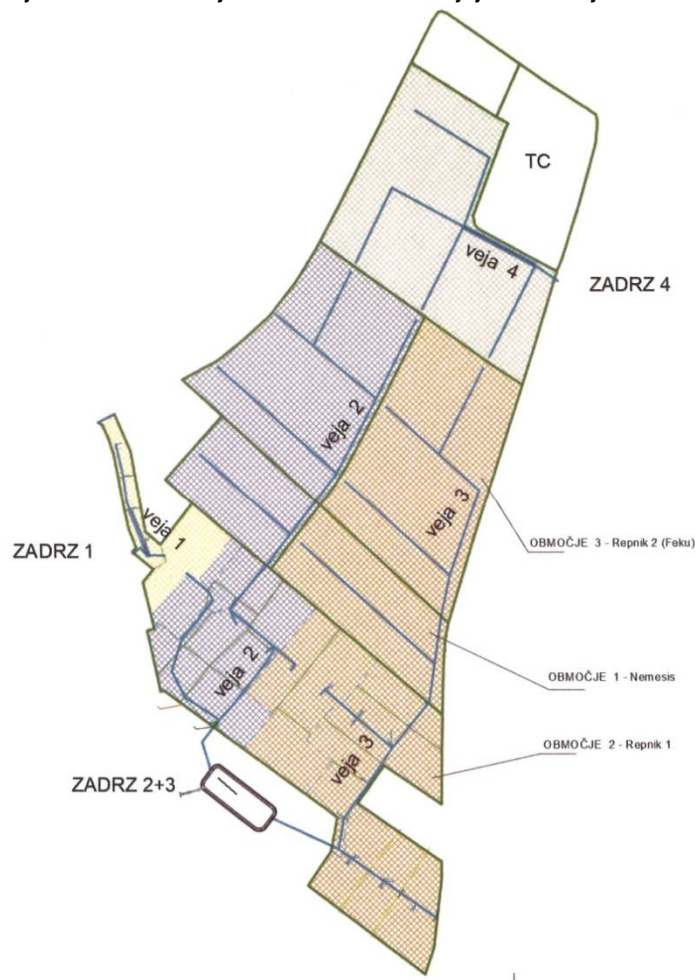 TC
veja 4
ZADRZ 4
veja 2
veja 3
veja 1
ZADRZ 1
OBMOČJE 3 - Repnik 2 (Feku)
veja 2
OBMOČJE 1 - Nemesis
veja 3
OBMOČJE 2 - Repnik 1
ZADRZ 2+3